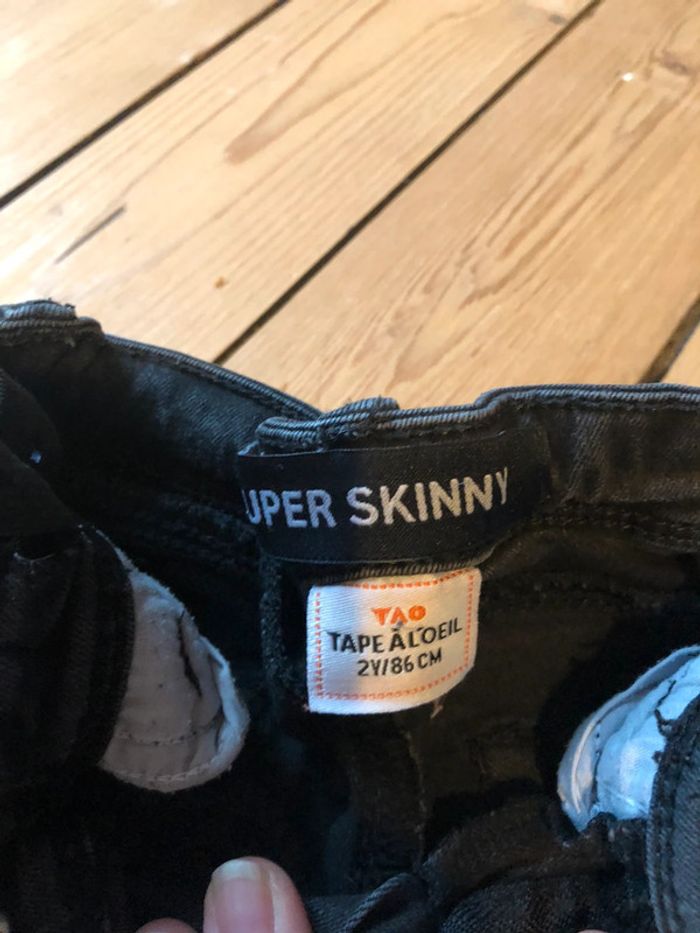 UPER SKINNY
TAO
TAPE À L'OEIL
2Y/86 CM